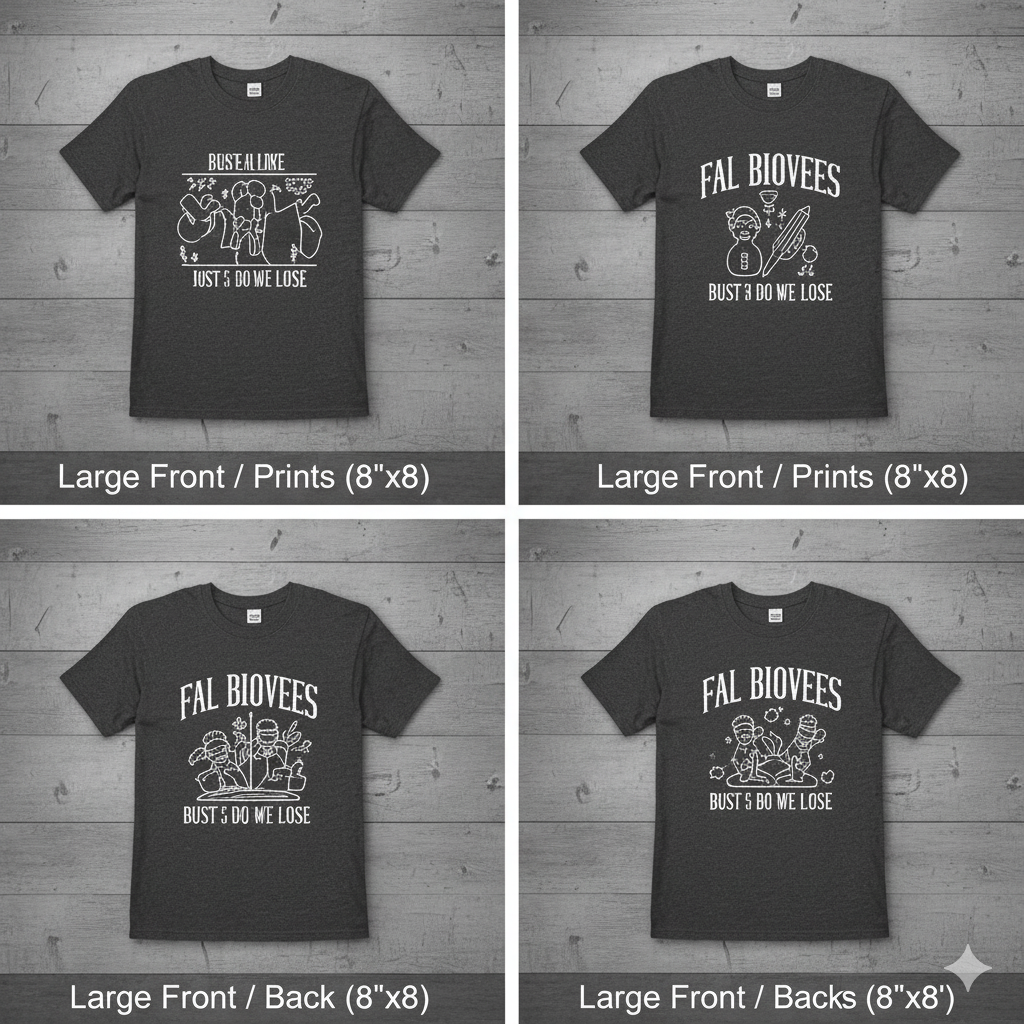 BUSTEAL LINKE
JUST 5 DO WE LOSE
Large Front / Prints (8"x8)
FAL BIOVEES
BUST 3 DO WE LOSE
Large Front / Prints (8"x8)
FAL BIOVEES
BUST 5 DO WE LOSE
Large Front / Back (8"x8)
FAL BIOVEES
BUST 5 BO WE LOSE
Large Front / Backs (8"x8')